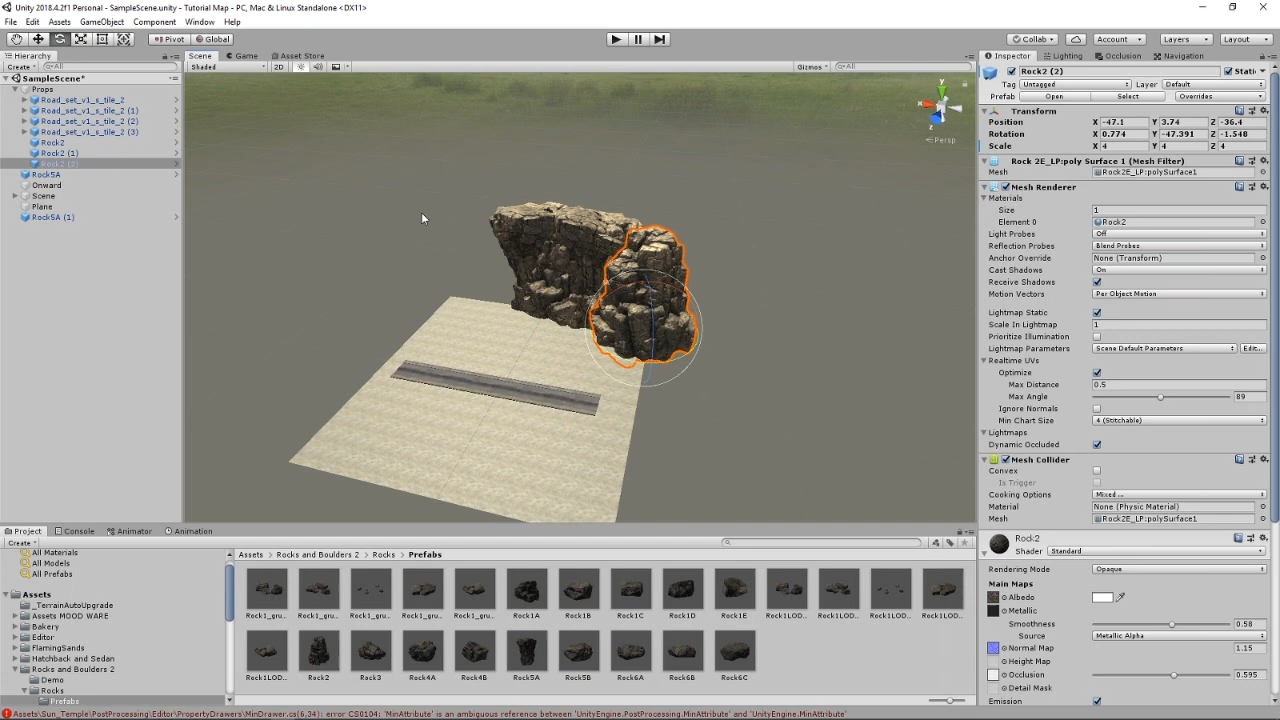 Unity 2018.4.2f1 Personal - SampleScene.unity - Tutorial Map - PC, Mac & Linux Standalone <DX11>
File Edit Assets GameObject Component Window Help
Pivot Global Collab Account Layers Layout
Hierarchy
Create All
SampleScene*
Props
Road_set_v1_s_tile_2
Road_set_v1_s_tile_2 (1)
Road_set_v1_s_tile_2 (2)
Road_set_v1_s_tile_2 (3)
Rock2
Rock2 (1)
Rock2 (2)
Rock5A
Onward
Scene
Plane
Rock5A (1)
Scene Game Asset Store
Shaded 2D Gizmos All
y
x
z
Persp
Inspector Lighting Occlusion Navigation
Rock2 (2) Stati
Tag Untagged Layer Default
Prefab Open Select Overrides
Transform
Position X -47.1 Y 3.74 Z -36.4
Rotation X 0.774 Y -47.391 Z -1.548
Scale X 4 Y 4 Z 4
Rock 2E_LP:poly Surface 1 (Mesh Filter)
Mesh Rock2E_LP:polySurface1
Mesh Renderer
Materials
Size 1
Element 0 Rock2
Light Probes Off
Reflection Probes Blend Probes
Anchor Override None (Transform)
Cast Shadows On
Receive Shadows
Motion Vectors Per Object Motion
Lightmap Static
Scale In Lightmap 1
Prioritize Illumination
Lightmap Parameters Scene Default Parameters Edit...
Realtime UVs
Optimize
Max Distance 0.5
Max Angle 89
Ignore Normals
Min Chart Size 4 (Stitchable)
Lightmaps
Dynamic Occluded
Mesh Collider
Convex
Is Trigger
Cooking Options Mixed ...
Material None (Physic Material)
Mesh Rock2E_LP:polySurface1
Rock2
Shader Standard
Rendering Mode Opaque
Main Maps
Albedo
Metallic
Smoothness 0.58
Source Metallic Alpha
Normal Map 1.15
Height Map
Occlusion 0.595
Detail Mask
Emission
Project Console Animator Animation
Create
All Materials
All Models
All Prefabs
Assets
_TerrainAutoUpgrade
Assets MOOD WARE
Bakery
Editor
FlamingSands
Hatchback and Sedan
Rocks and Boulders 2
Demo
Rocks
Prefabs
Assets Rocks and Boulders 2 Rocks Prefabs
Rock1_gru... Rock1_gru... Rock1_gru... Rock1_gru... Rock1_gru... Rock1A Rock1B Rock1C Rock1D Rock1E Rock1LOD... Rock1LOD... Rock1LOD... Rock1LOD...
Rock1LOD... Rock2 Rock3 Rock4A Rock4B Rock5A Rock5B Rock6A Rock6B Rock6C
Assets\Sun_Temple\PostProcessing\Editor\PropertyDrawers\MinDrawer.cs(6,34): error CS0104: 'MinAttribute' is an ambiguous reference between 'UnityEngine.PostProcessing.MinAttribute' and 'UnityEngine.MinAttribute'